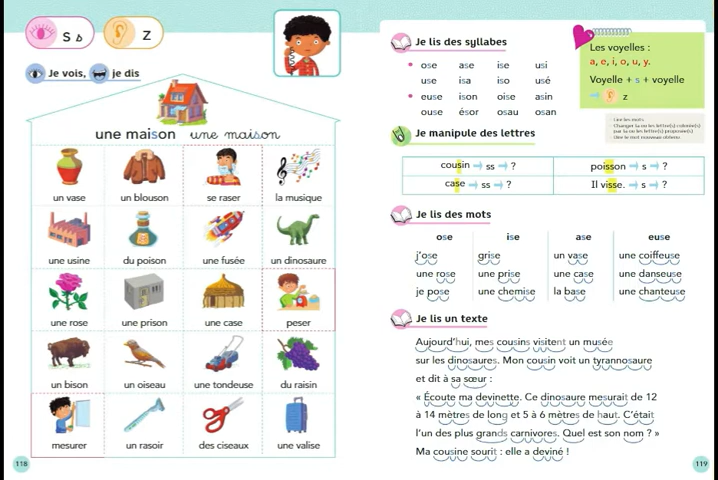 S s
Z
Je vois,
je dis
une maison une maison
un vase
un blouson
se raser
la musique
une usine
du poison
une fusée
un dinosaure
une rose
une prison
une case
peser
un bison
un oiseau
une tondeuse
du raisin
mesurer
un rasoir
des ciseaux
une valise
118
Je lis des syllabes
• ose ase ise usi
use isa iso usé
• euse ison oise asin
ouse ésor osau osan
Les voyelles :
a, e, i, o, u, y.
Voyelle + s + voyelle
→ z
Je manipule des lettres
cousin → ss → ?
poisson → s → ?
case → ss → ?
Il visse. → s → ?
Je lis des mots
ose ise ase euse
j'ose grise un vase une coiffeuse
une rose une prise une case une danseuse
je pose une chemise la base une chanteuse
Je lis un texte
Aujourd'hui, mes cousins visitent un musée
sur les dinosaures. Mon cousin voit un tyrannosaure
et dit à sa sœur :
« Écoute ma devinette. Ce dinosaure mesurait de 12
à 14 mètres de long et 5 à 6 mètres de haut. C'était
l'un des plus grands carnivores. Quel est son nom ? »
Ma cousine sourit : elle a deviné !
119